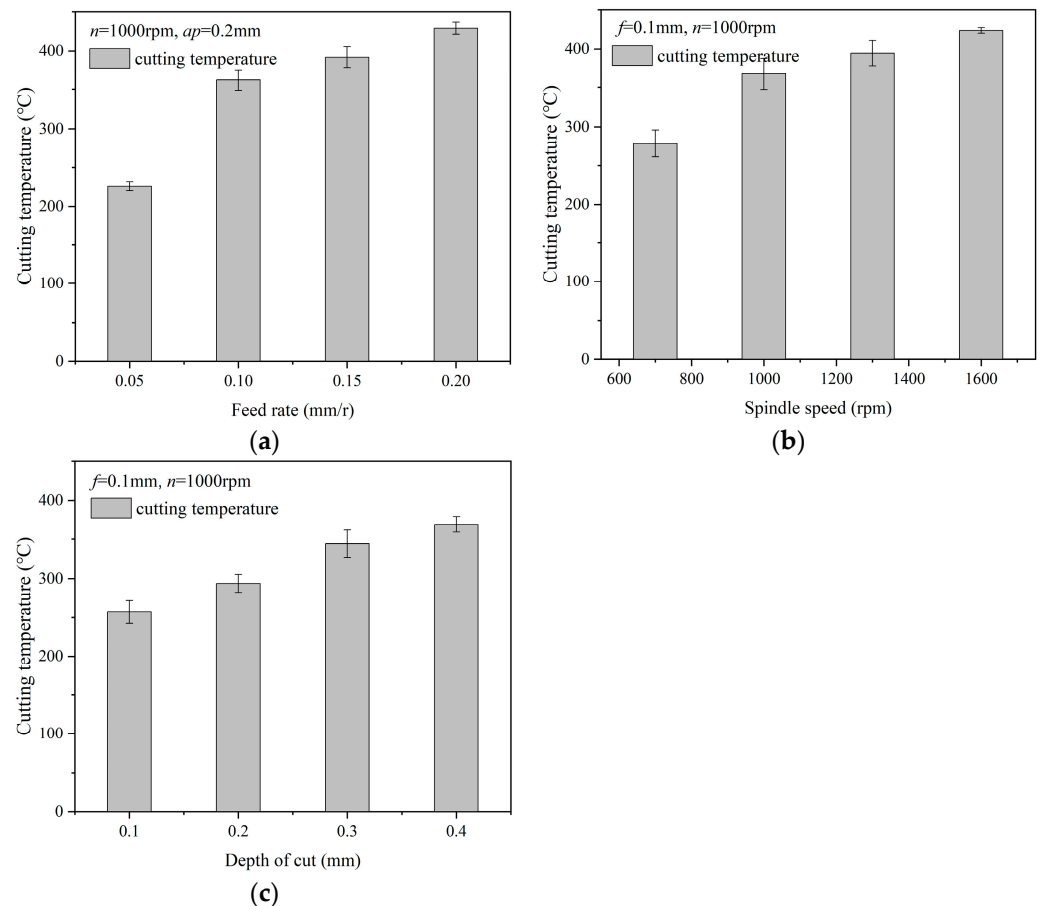 n=1000rpm, ap=0.2mm
cutting temperature
Cutting temperature (℃)
400
300
200
100
0
0.05 0.10 0.15 0.20
Feed rate (mm/r)
(a)
f=0.1mm, n=1000rpm
cutting temperature
Cutting temperature (℃)
400
300
200
100
0
600 800 1000 1200 1400 1600
Spindle speed (rpm)
(b)
f=0.1mm, n=1000rpm
cutting temperature
Cutting temperature (℃)
400
300
200
100
0
0.1 0.2 0.3 0.4
Depth of cut (mm)
(c)